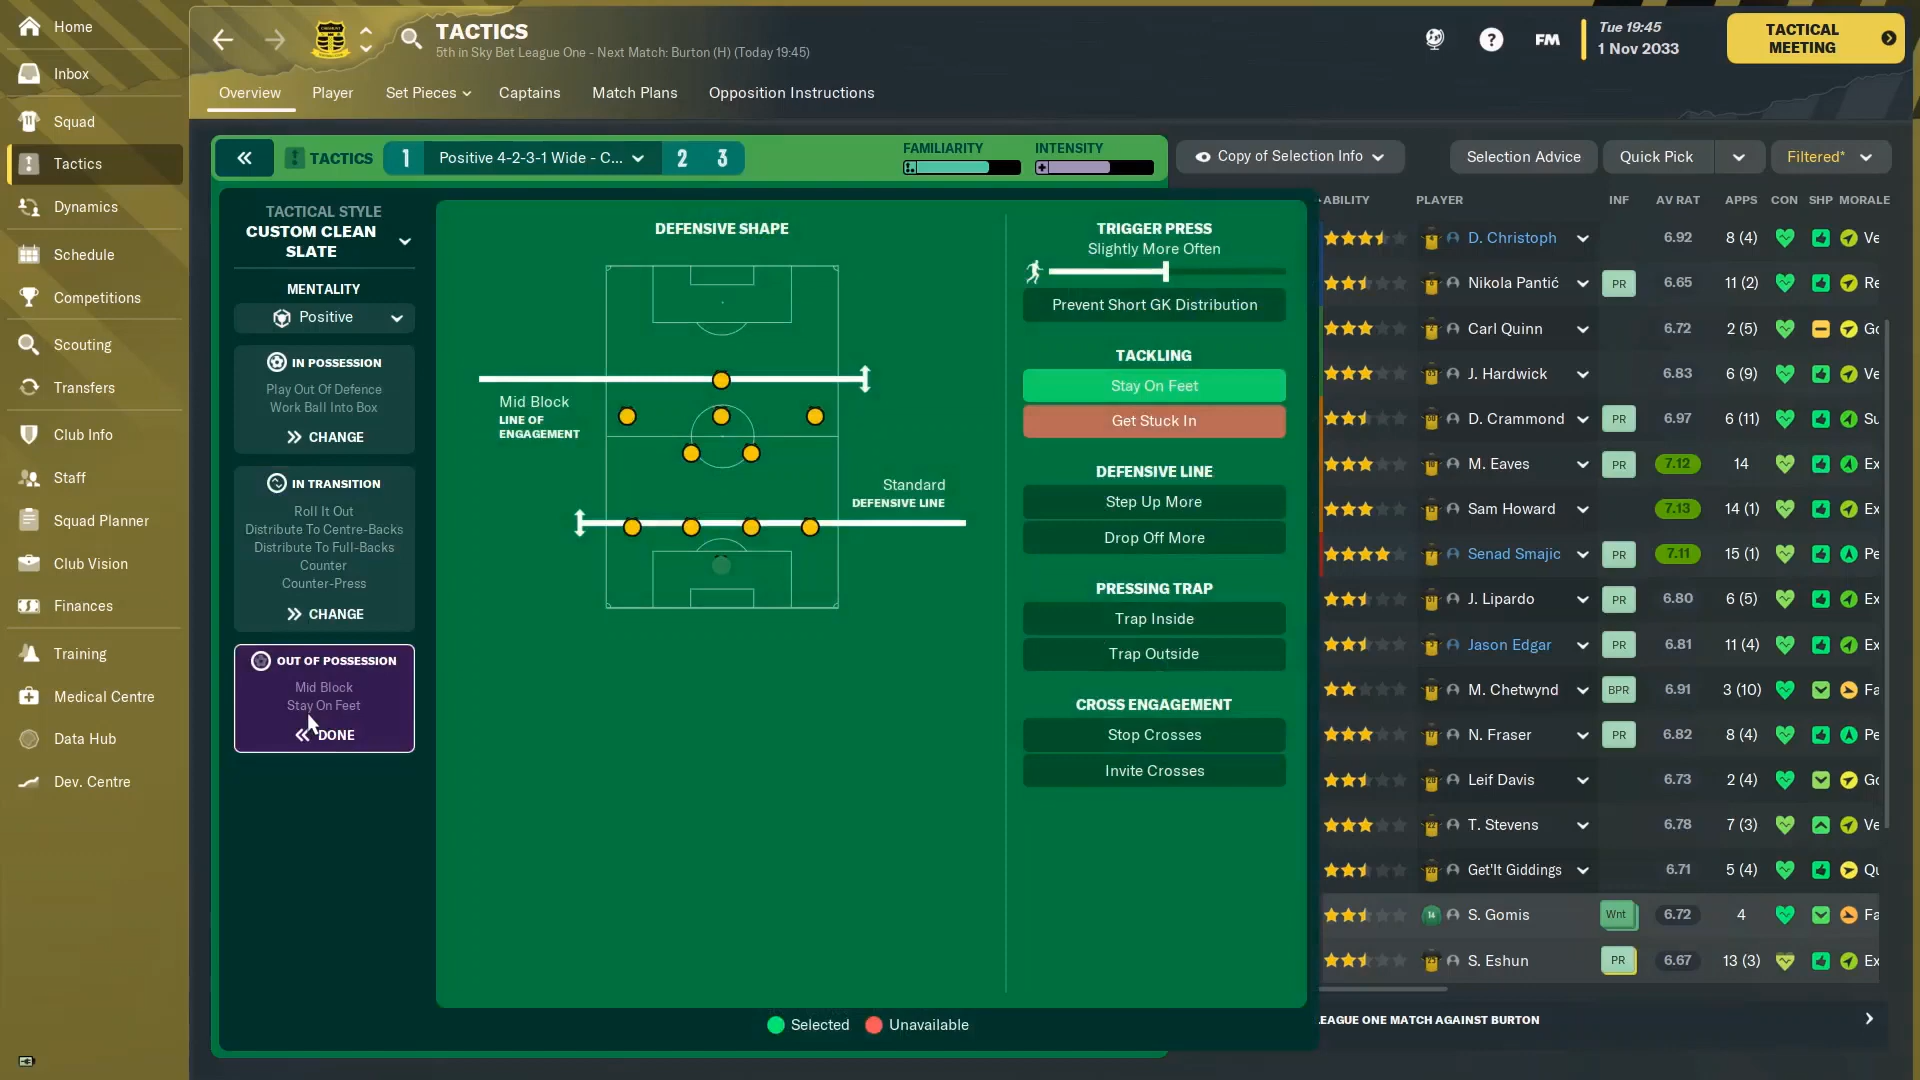 Home
Inbox
Squad
Tactics
Dynamics
Schedule
Competitions
Scouting
Transfers
Club Info
Staff
Squad Planner
Club Vision
Finances
Training
Medical Centre
Data Hub
Dev. Centre
TACTICS
5th in Sky Bet League One - Next Match: Burton (H) (Today 19:45)
?
FM
Tue 19:45
1 Nov 2033
TACTICAL
MEETING
Overview
Player
Set Pieces
Captains
Match Plans
Opposition Instructions
TACTICS
1
Positive 4-2-3-1 Wide - C...
2
3
FAMILIARITY
INTENSITY
Copy of Selection Info
Selection Advice
Quick Pick
Filtered*
TACTICAL STYLE
CUSTOM CLEAN
SLATE
MENTALITY
Positive
IN POSSESSION
Play Out Of Defence
Work Ball Into Box
CHANGE
IN TRANSITION
Roll It Out
Distribute To Centre-Backs
Distribute To Full-Backs
Counter
Counter-Press
CHANGE
OUT OF POSSESSION
Mid Block
Stay On Feet
DONE
DEFENSIVE SHAPE
Mid Block
LINE OF
ENGAGEMENT
Standard
DEFENSIVE LINE
TRIGGER PRESS
Slightly More Often
Prevent Short GK Distribution
TACKLING
Stay On Feet
Get Stuck In
DEFENSIVE LINE
Step Up More
Drop Off More
PRESSING TRAP
Trap Inside
Trap Outside
CROSS ENGAGEMENT
Stop Crosses
Invite Crosses
Selected
Unavailable
ABILITY PLAYER INF AV RAT APPS CON SHP MORALE
D. Christoph 6.92 8 (4) Ve
Nikola Pantić PR 6.65 11 (2) Re
Carl Quinn 6.72 2 (5) Go
J. Hardwick 6.83 6 (9) Ve
D. Crammond PR 6.97 6 (11) Su
M. Eaves PR 7.12 14 Ex
Sam Howard 7.13 14 (1) Ex
Senad Smajic PR 7.11 15 (1) Pe
J. Lipardo PR 6.80 6 (5) Ex
Jason Edgar PR 6.81 11 (4) Ex
M. Chetwynd BPR 6.91 3 (10) Fa
N. Fraser PR 6.82 8 (4) Pe
Leif Davis 6.73 2 (4) Go
T. Stevens 6.78 7 (3) Ve
Get'It Giddings 6.71 5 (4) Qu
14 S. Gomis Wnt 6.72 4 Fa
S. Eshun PR 6.67 13 (3) Ex
LEAGUE ONE MATCH AGAINST BURTON